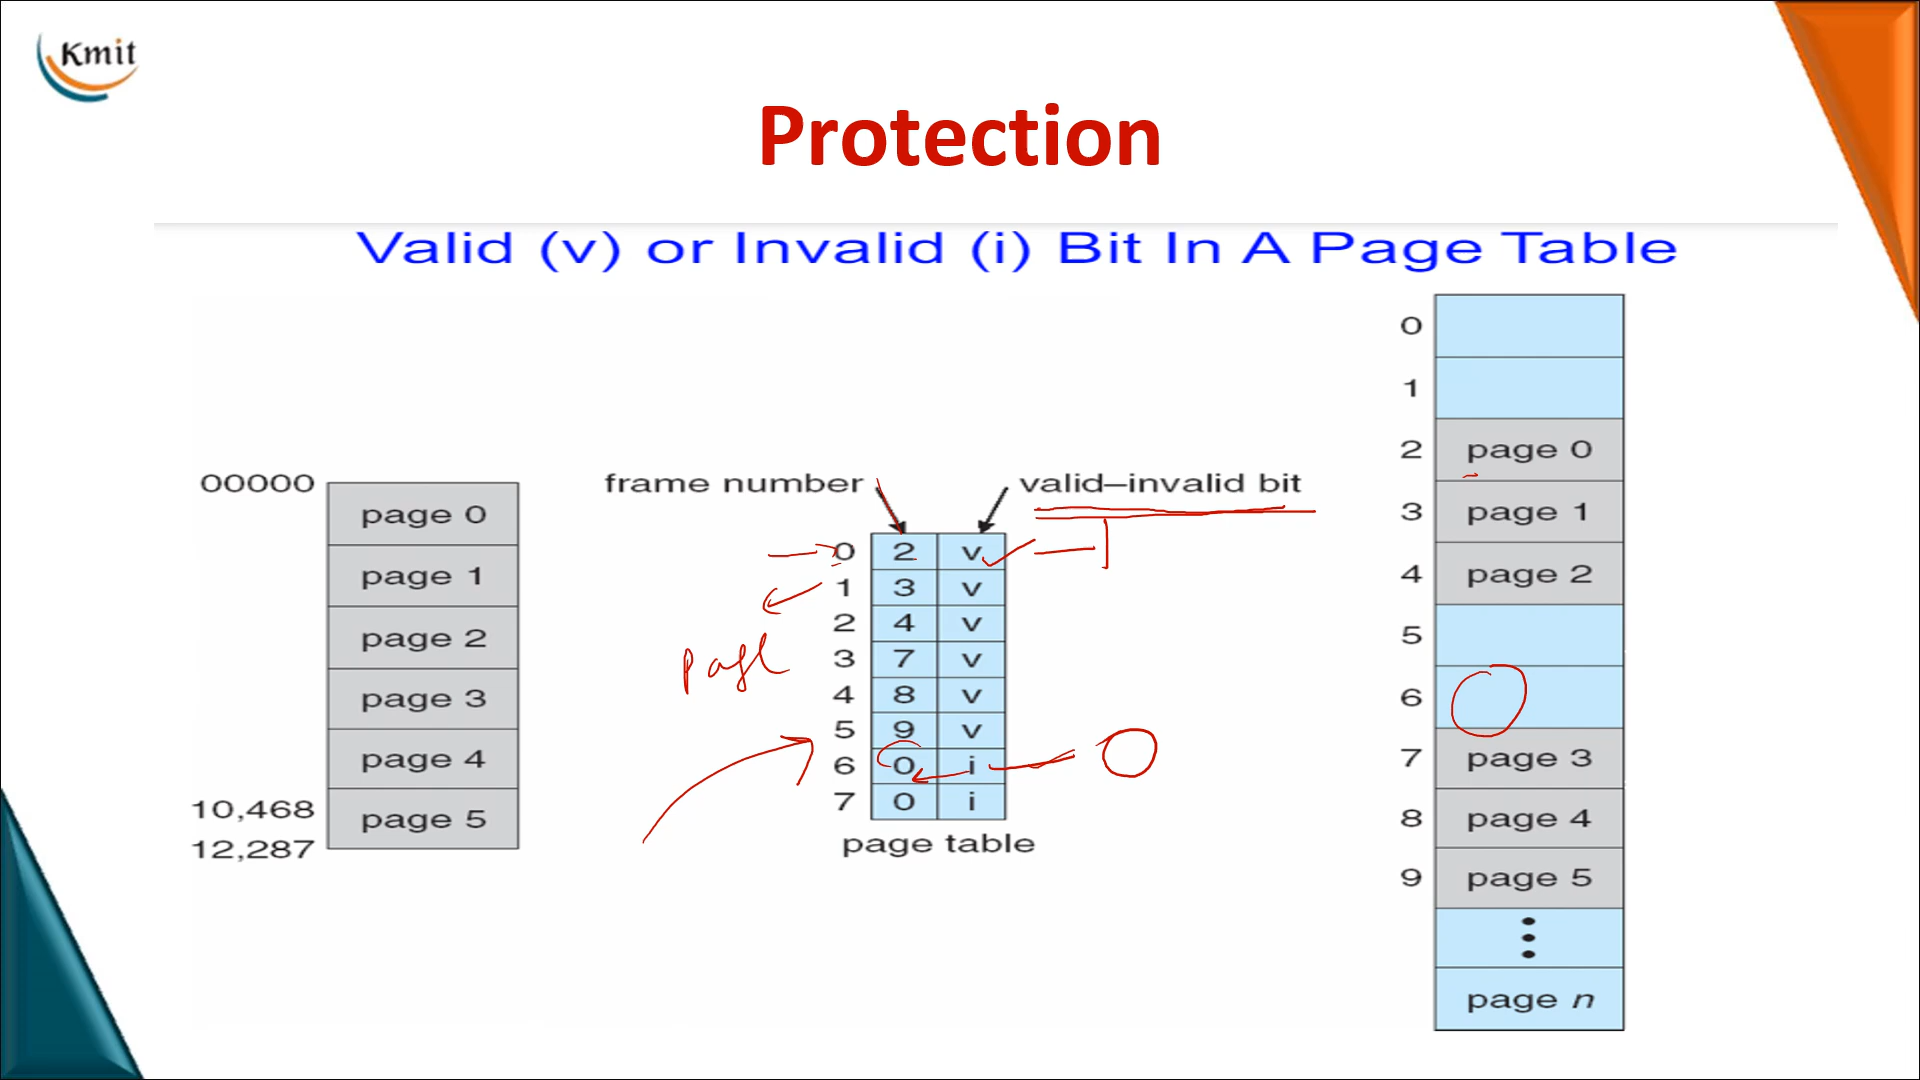 Kmit
Protection
Valid (v) or Invalid (i) Bit In A Page Table
00000
page 0
page 1
page 2
page 3
page 4
10,468
page 5
12,287
frame number
valid–invalid bit
0 2 v
1 3 v
2 4 v
3 7 v
4 8 v
5 9 v
6 0 i
7 0 i
page table
page
0
1
2 page 0
3 page 1
4 page 2
5
6
7 page 3
8 page 4
9 page 5
page n